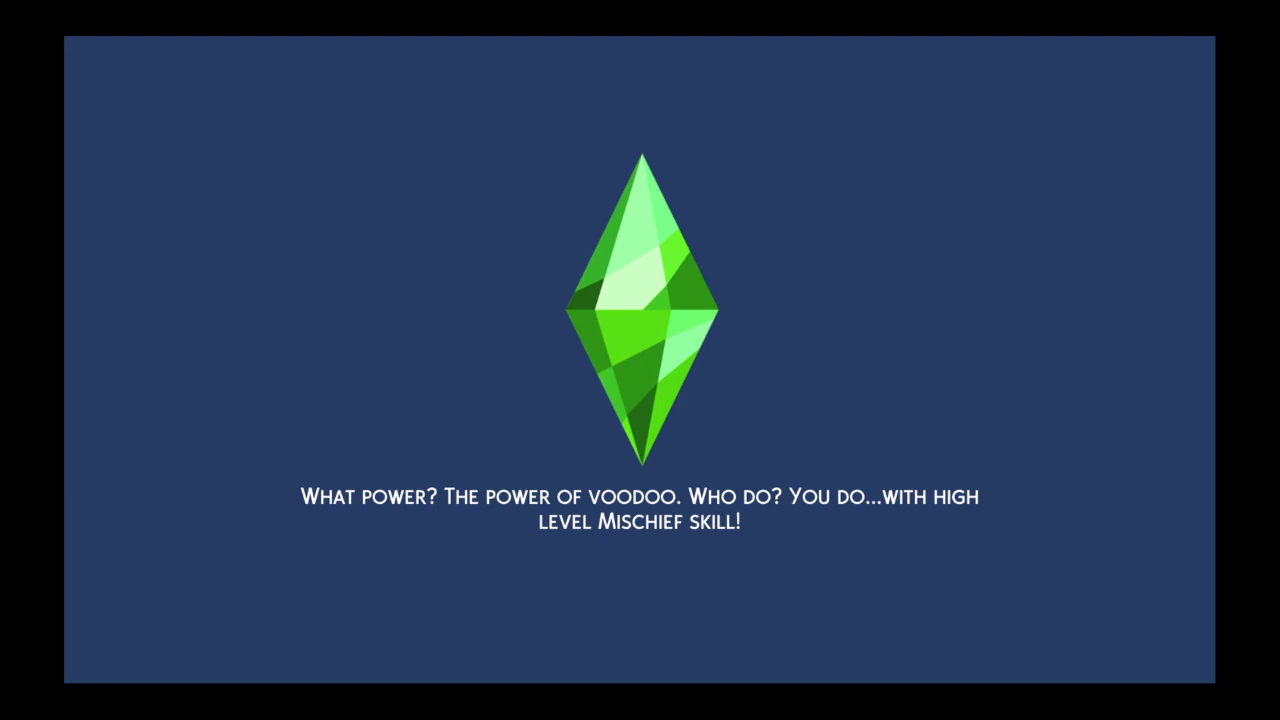 What power? The power of voodoo. Who do? You do...with high
level Mischief skill!